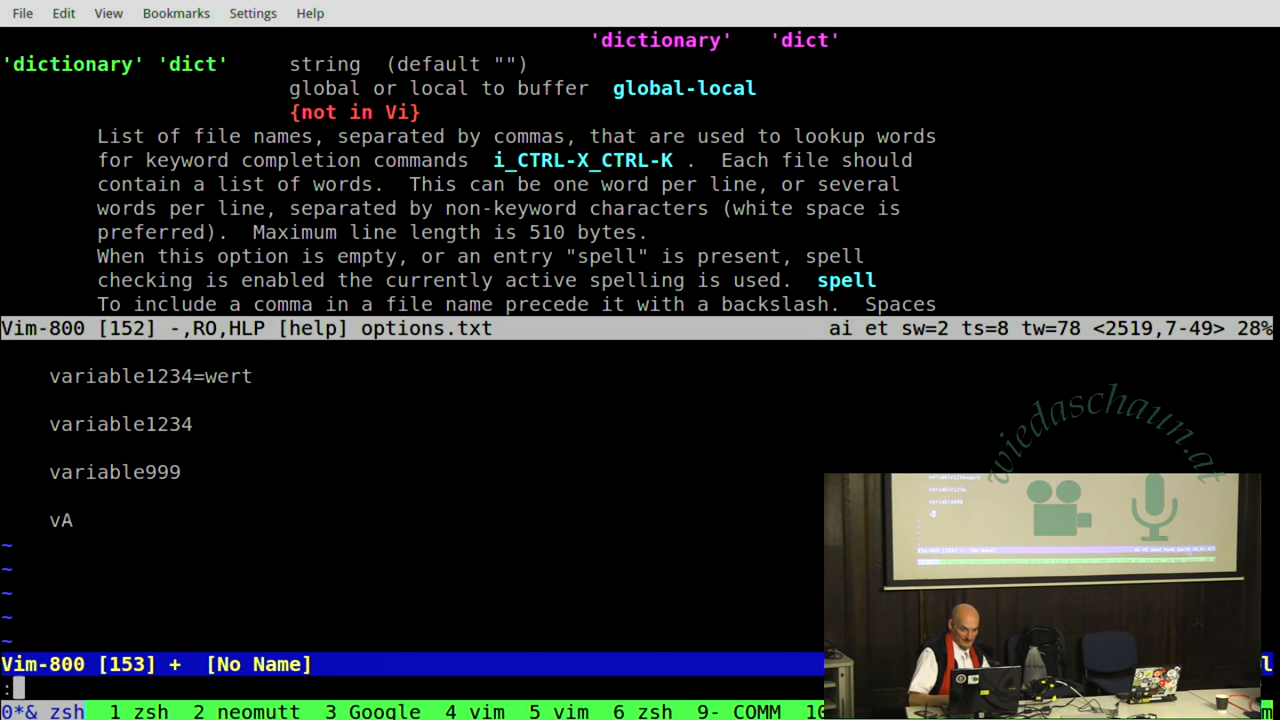 File Edit View Bookmarks Settings Help
'dictionary' 'dict'
'dictionary' 'dict' string (default "")
global or local to buffer global-local
{not in Vi}
List of file names, separated by commas, that are used to lookup words
for keyword completion commands i_CTRL-X_CTRL-K . Each file should
contain a list of words. This can be one word per line, or several
words per line, separated by non-keyword characters (white space is
preferred). Maximum line length is 510 bytes.
When this option is empty, or an entry "spell" is present, spell
checking is enabled the currently active spelling is used. spell
To include a comma in a file name precede it with a backslash. Spaces
Vim-800 [152] -,RO,HLP [help] options.txt ai et sw=2 ts=8 tw=78 <2519,7-49> 28%
variable1234=wert
variable1234
variable999
vA
~
~
~
~
~
wiedaschaun.at
Vim-800 [153] + [No Name]
:
0*& zsh 1 zsh 2 neomutt 3 Google 4 vim 5 vim 6 zsh 9- COMM 10